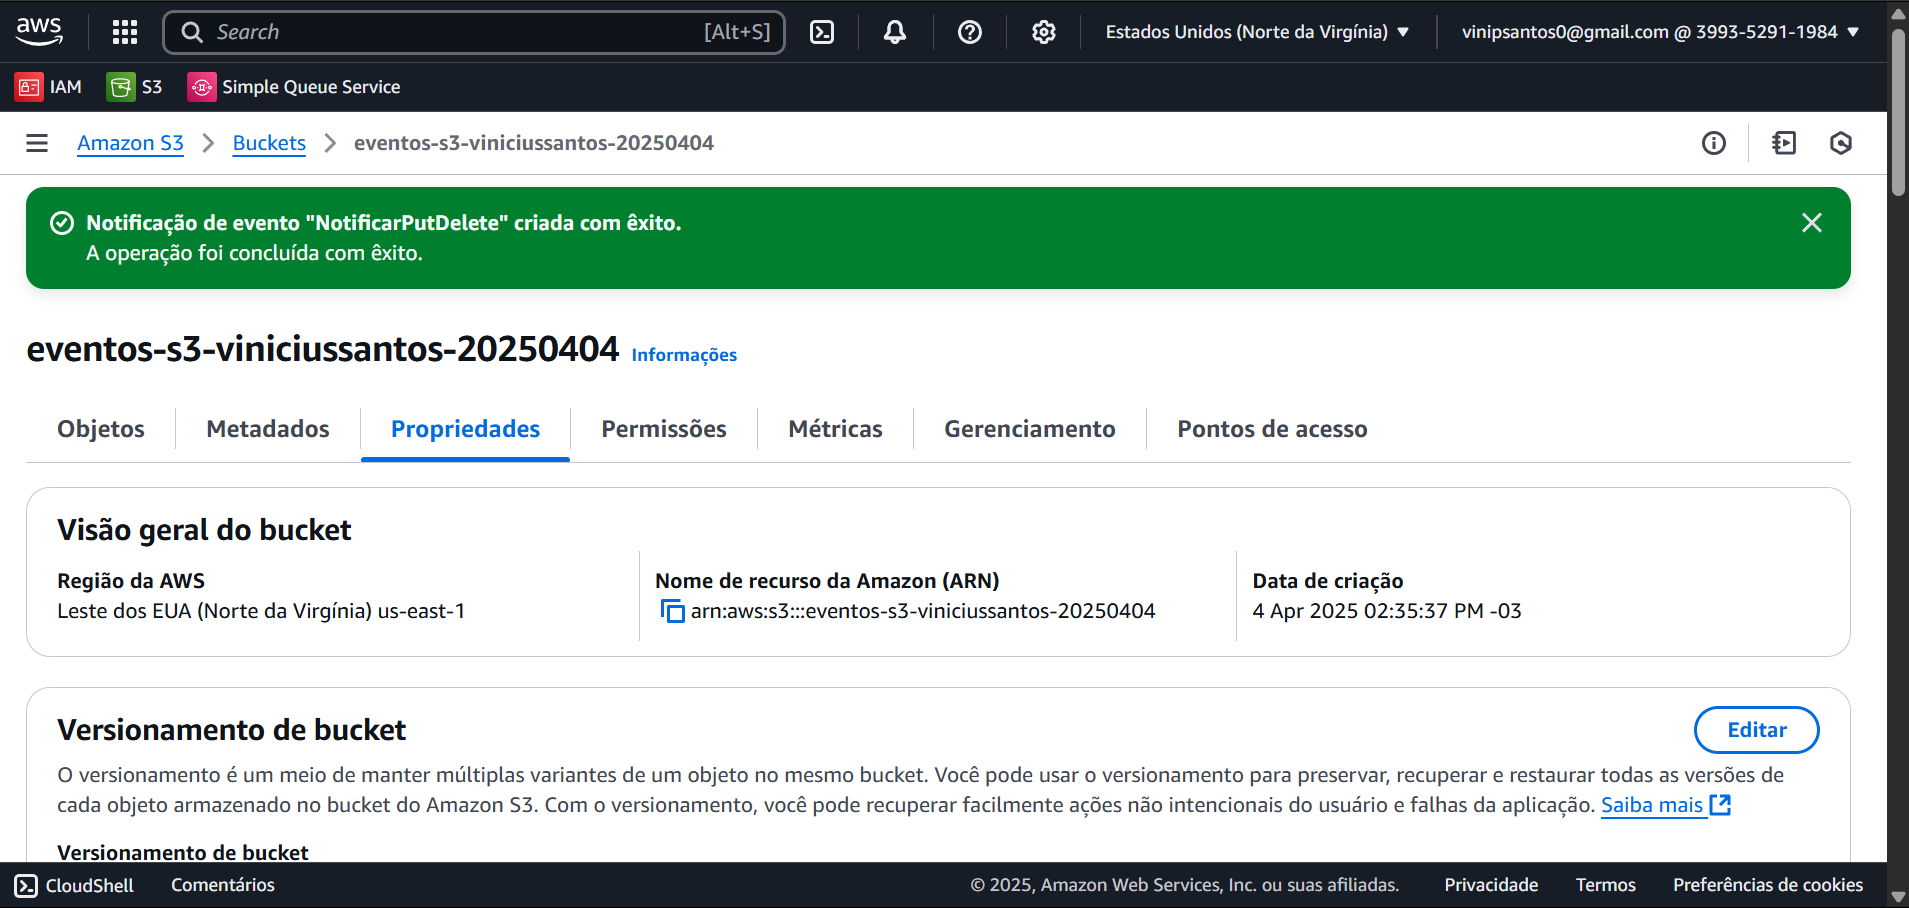 aws
Search
[Alt+S]
Estados Unidos (Norte da Virgínia)
vinipsantos0@gmail.com @ 3993-5291-1984
IAM
S3
Simple Queue Service
Amazon S3
Buckets
eventos-s3-viniciussantos-20250404
Notificação de evento "NotificarPutDelete" criada com êxito.
A operação foi concluída com êxito.
eventos-s3-viniciussantos-20250404
Informações
Objetos
Metadados
Propriedades
Permissões
Métricas
Gerenciamento
Pontos de acesso
Visão geral do bucket
Região da AWS
Leste dos EUA (Norte da Virgínia) us-east-1
Nome de recurso da Amazon (ARN)
arn:aws:s3:::eventos-s3-viniciussantos-20250404
Data de criação
4 Apr 2025 02:35:37 PM -03
Versionamento de bucket
Editar
O versionamento é um meio de manter múltiplas variantes de um objeto no mesmo bucket. Você pode usar o versionamento para preservar, recuperar e restaurar todas as versões de
cada objeto armazenado no bucket do Amazon S3. Com o versionamento, você pode recuperar facilmente ações não intencionais do usuário e falhas da aplicação. Saiba mais
Versionamento de bucket
CloudShell
Comentários
© 2025, Amazon Web Services, Inc. ou suas afiliadas.
Privacidade
Termos
Preferências de cookies